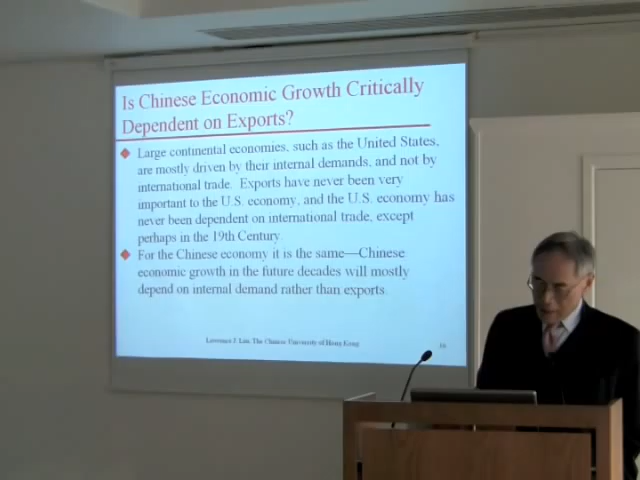 Is Chinese Economic Growth Critically
Dependent on Exports?
Large continental economies, such as the United States,
are mostly driven by their internal demands, and not by
international trade. Exports have never been very
important to the U.S. economy, and the U.S. economy has
never been dependent on international trade, except
perhaps in the 19th Century.
For the Chinese economy it is the same—Chinese
economic growth in the future decades will mostly
depend on internal demand rather than exports.
Lawrence J. Lau, The Chinese University of Hong Kong